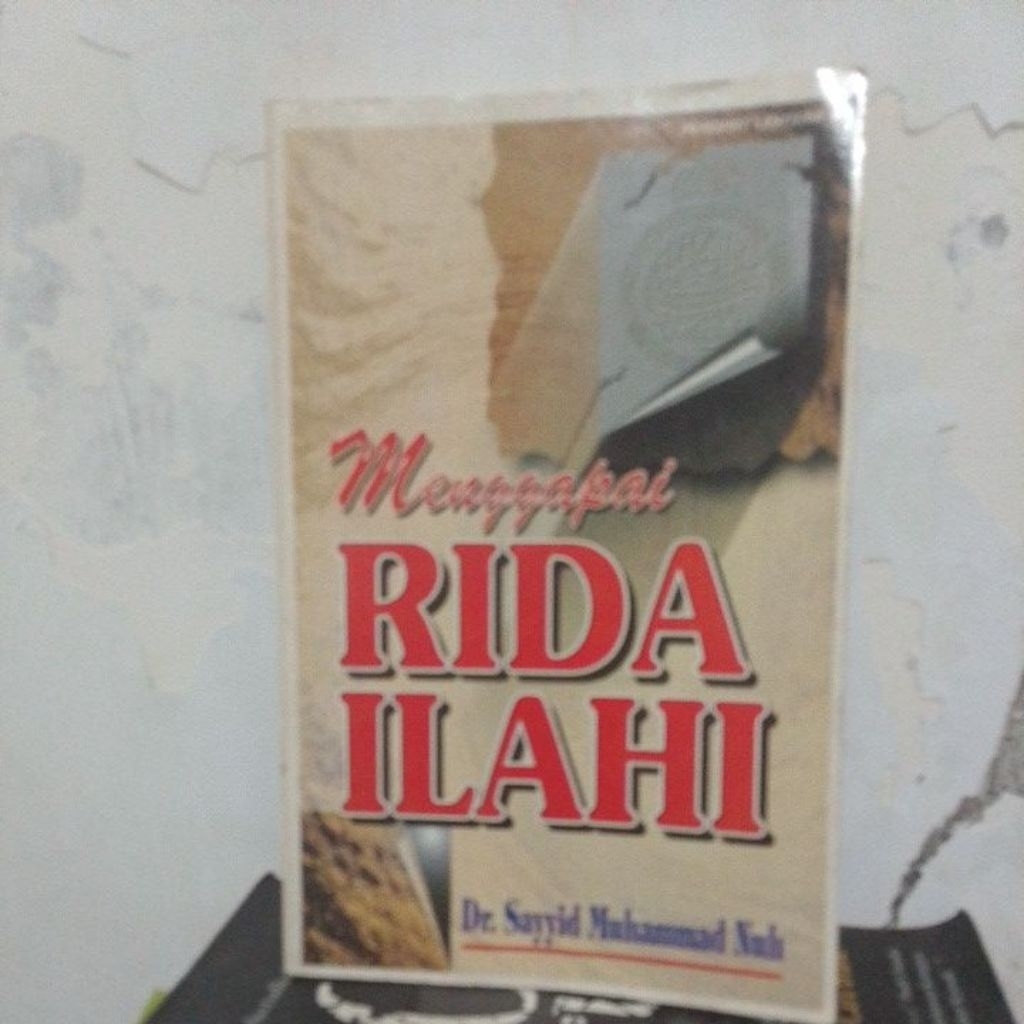 Menggapai
RIDA
ILAHI
Dr. Sayyid Muhammad Nuh